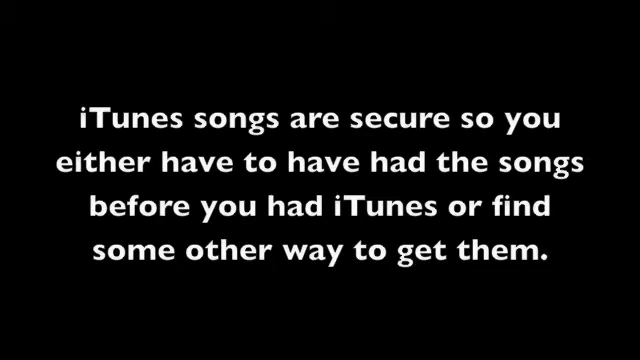 iTunes songs are secure so you
either have to have had the songs
before you had iTunes or find
some other way to get them.